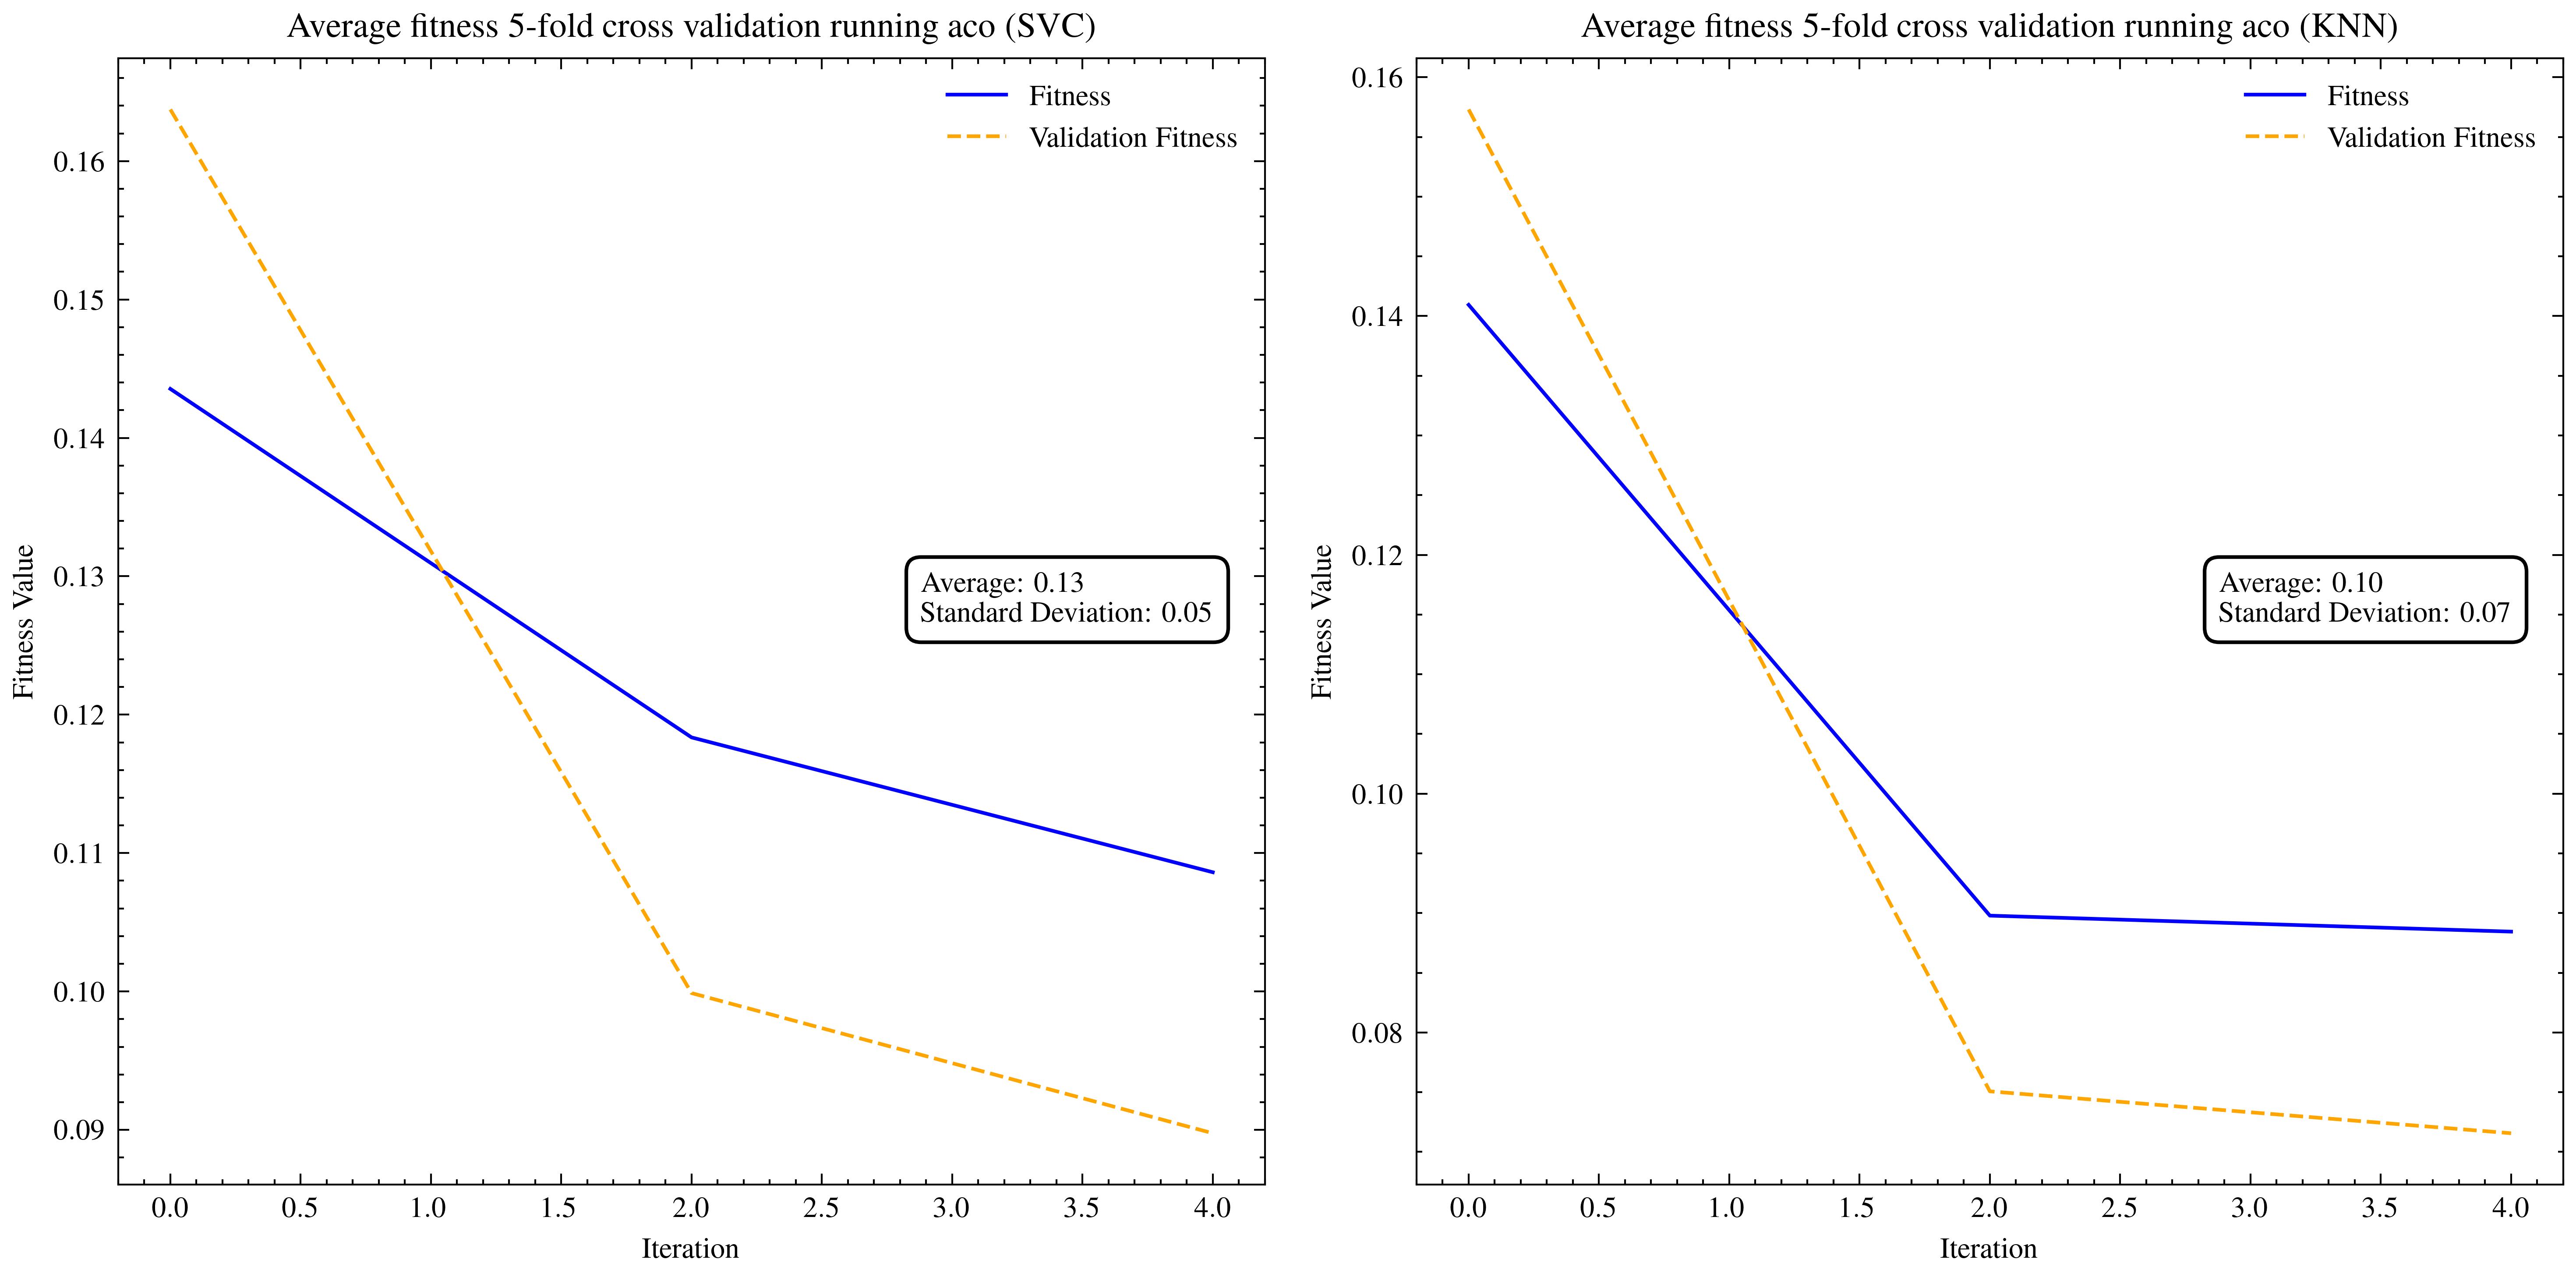 Average fitness 5-fold cross validation running aco (SVC)
Fitness
Validation Fitness
0.16
0.15
0.14
0.13
0.12
0.11
0.10
0.09
Fitness Value
Average: 0.13
Standard Deviation: 0.05
0.0 0.5 1.0 1.5 2.0 2.5 3.0 3.5 4.0
Iteration
Average fitness 5-fold cross validation running aco (KNN)
Fitness
Validation Fitness
0.16
0.14
0.12
0.10
0.08
Fitness Value
Average: 0.10
Standard Deviation: 0.07
0.0 0.5 1.0 1.5 2.0 2.5 3.0 3.5 4.0
Iteration